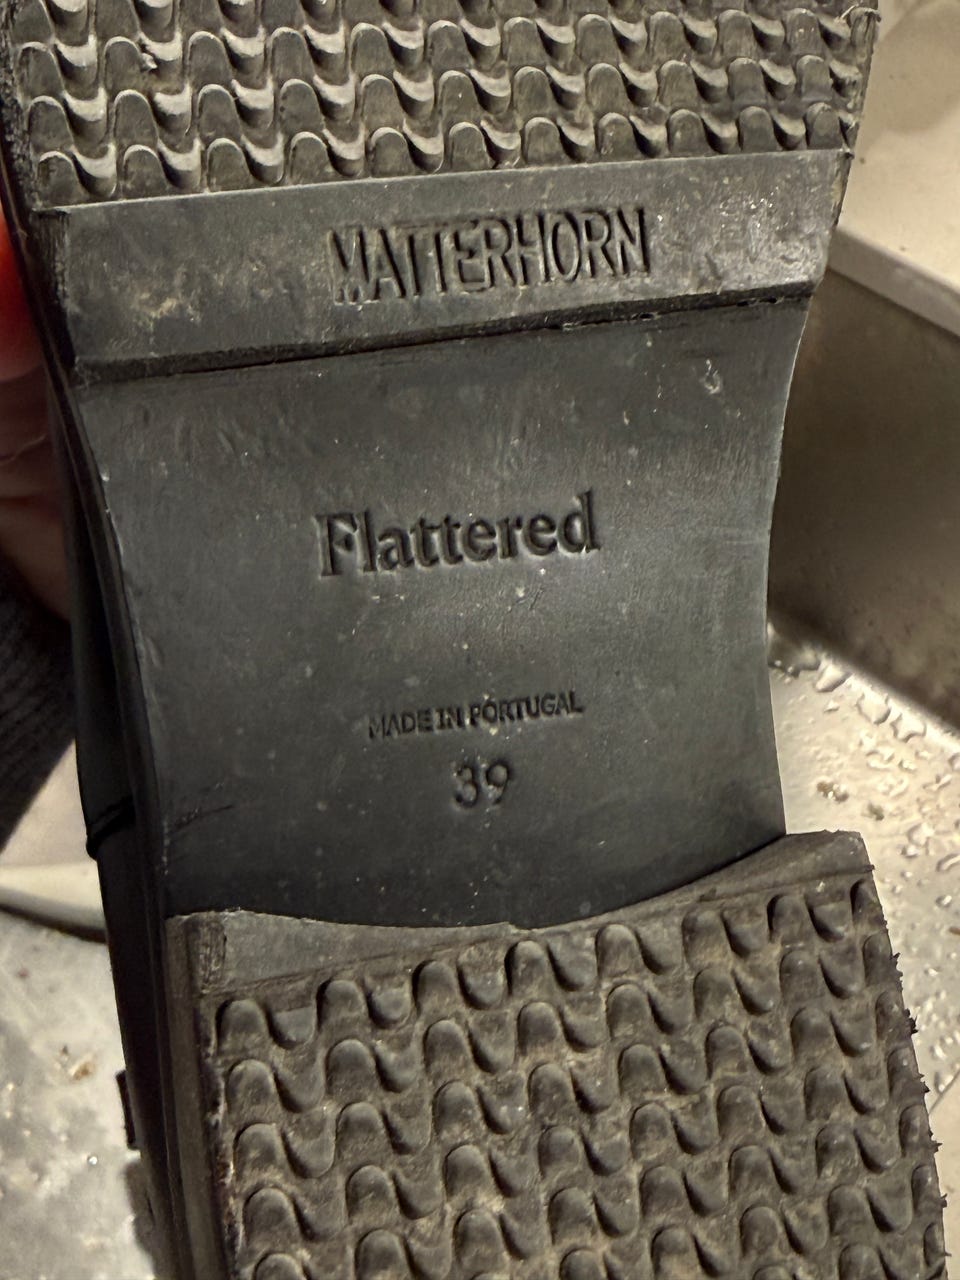 MATTERHORN
Flattered
MADE IN PORTUGAL
39